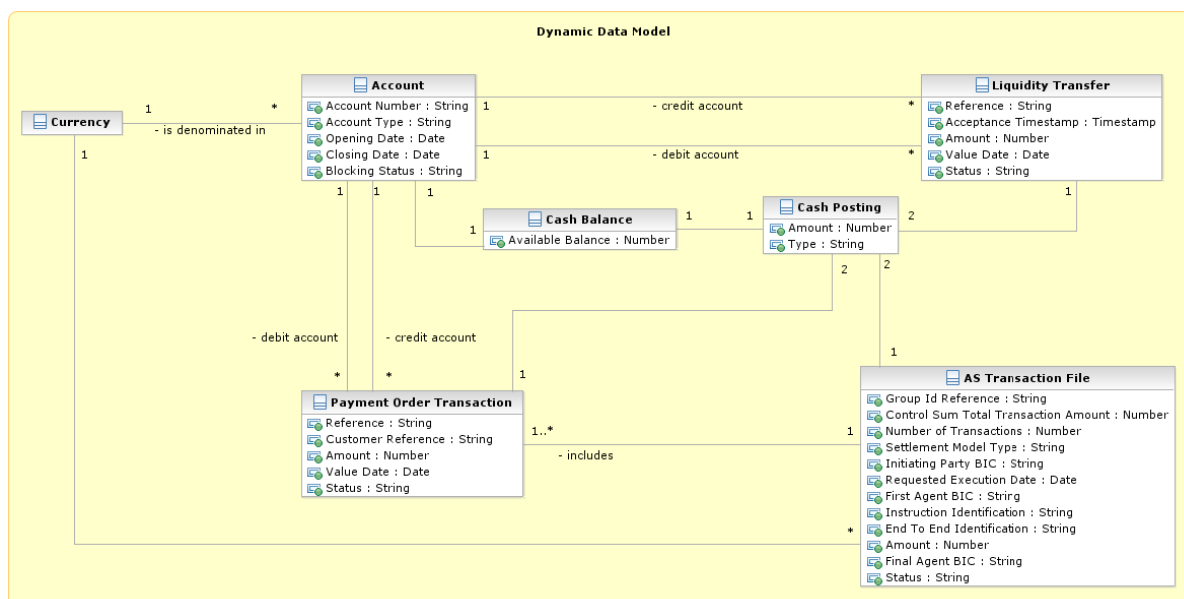 Dynamic Data Model
Account
Account Number : String
Account Type : String
Opening Date : Date
Closing Date : Date
Blocking Status : String
Liquidity Transfer
Reference : String
Acceptance Timestamp : Timestamp
Amount : Number
Value Date : Date
Status : String
Currency
1
*
- is denominated in
1
- credit account
*
1
- debit account
*
1
1
1
1
1
Cash Balance
Available Balance : Number
1
1
1
Cash Posting
Amount : Number
Type : String
2
2
2
- debit account
- credit account
*
*
1
1
Payment Order Transaction
Reference : String
Customer Reference : String
Amount : Number
Value Date : Date
Status : String
1..*
1
- includes
*
AS Transaction File
Group Id Reference : String
Control Sum Total Transaction Amount : Number
Number of Transactions : Number
Settlement Model Type : String
Initiating Party BIC : String
Requested Execution Date : Date
First Agent BIC : String
Instruction Identification : String
End To End Identification : String
Amount : Number
Final Agent BIC : String
Status : String